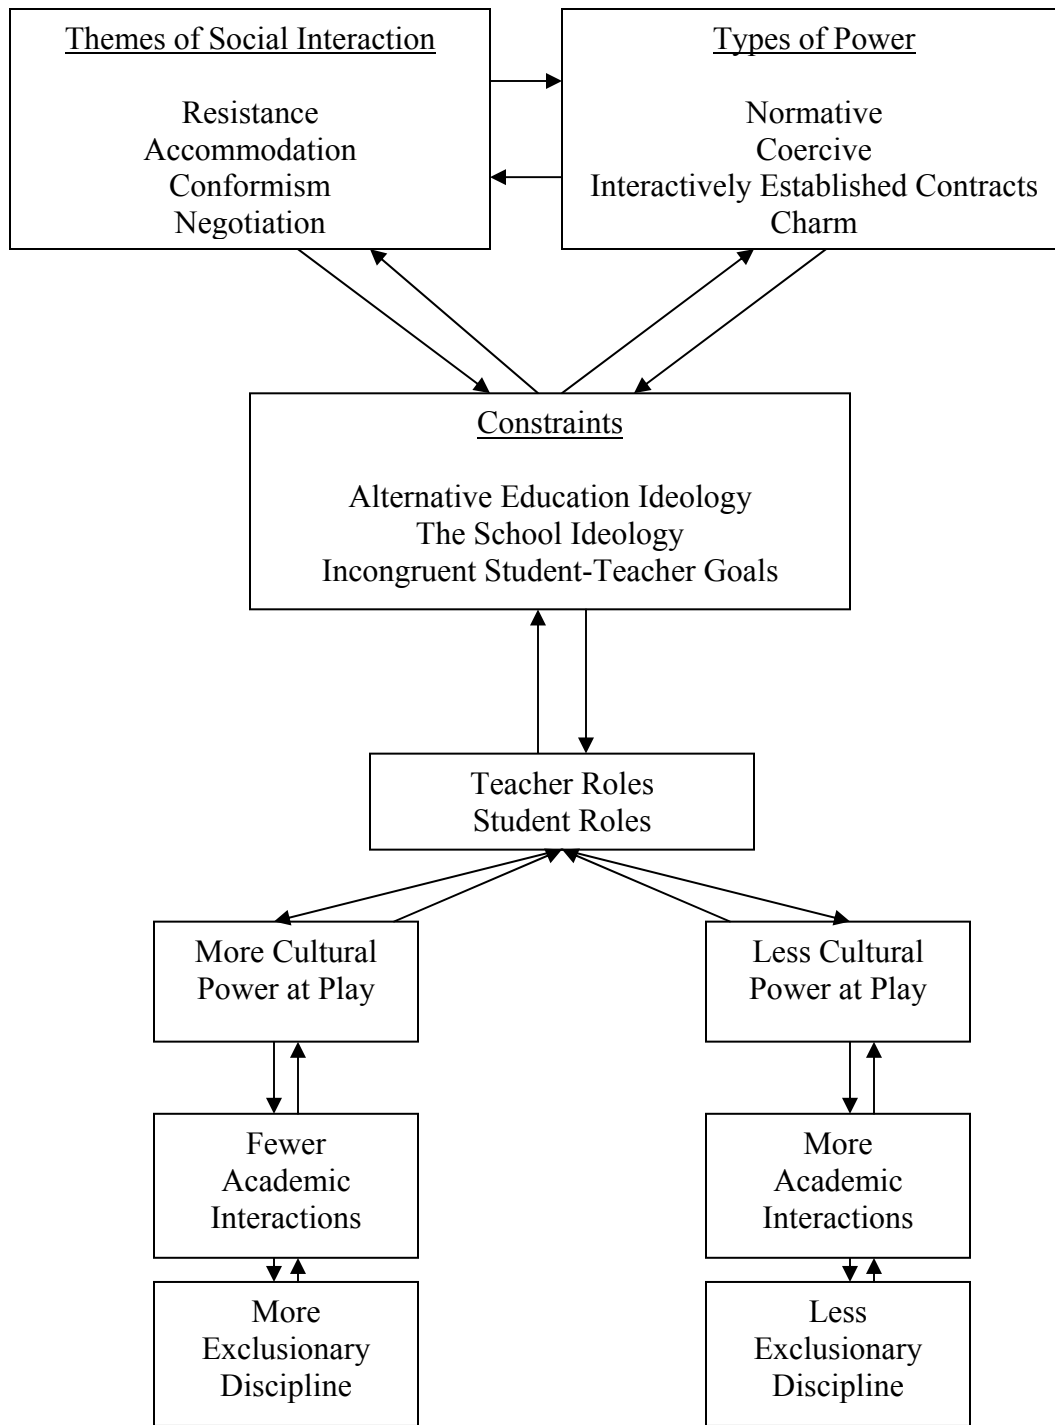 Themes of Social Interaction
Resistance
Accommodation
Conformism
Negotiation
Types of Power
Normative
Coercive
Interactively Established Contracts
Charm
Constraints
Alternative Education Ideology
The School Ideology
Incongruent Student-Teacher Goals
Teacher Roles
Student Roles
More Cultural
Power at Play
Less Cultural
Power at Play
Fewer
Academic
Interactions
More
Academic
Interactions
More
Exclusionary
Discipline
Less
Exclusionary
Discipline